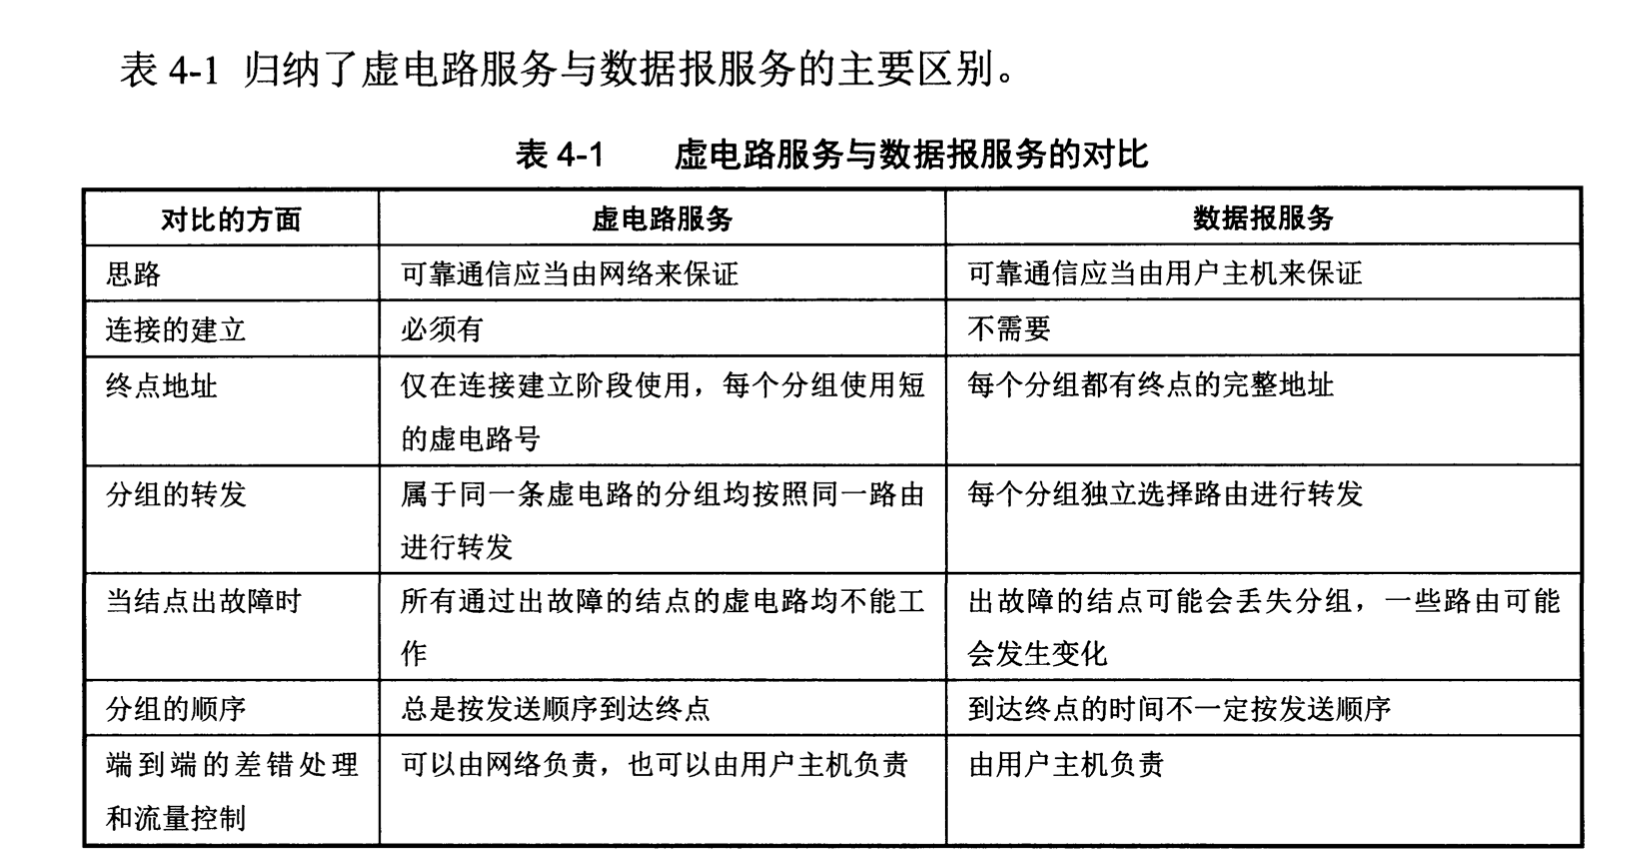 表 4-1 归纳了虚电路服务与数据报服务的主要区别。
表 4-1 虚电路服务与数据报服务的对比
对比的方面 虚电路服务 数据报服务
思路 可靠通信应当由网络来保证 可靠通信应当由用户主机来保证
连接的建立 必须有 不需要
终点地址 仅在连接建立阶段使用，每个分组使用短 每个分组都有终点的完整地址
的虚电路号
分组的转发 属于同一条虚电路的分组均按照同一路由 每个分组独立选择路由进行转发
进行转发
当结点出故障时 所有通过出故障的结点的虚电路均不能工 出故障的结点可能会丢失分组，一些路由可能
作 会发生变化
分组的顺序 总是按发送顺序到达终点 到达终点的时间不一定按发送顺序
端到端的差错处理 可以由网络负责，也可以由用户主机负责 由用户主机负责
和流量控制